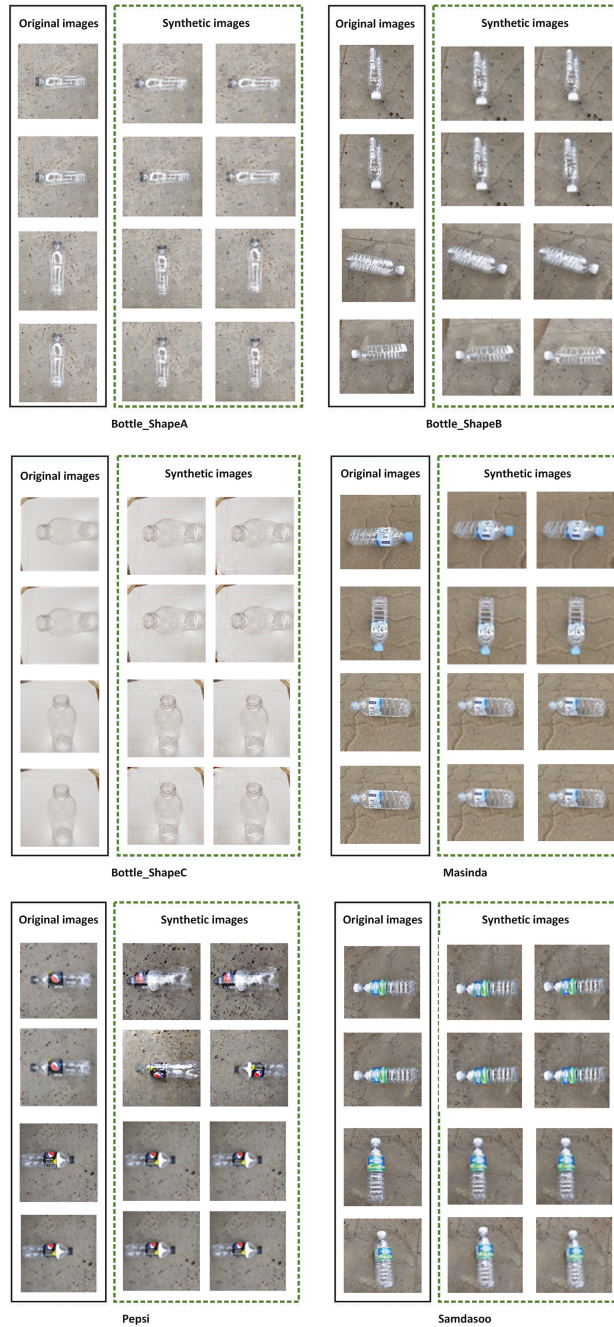 Original images
Synthetic images
Original images
Synthetic images
Bottle_ShapeA
Bottle_ShapeB
Original images
Synthetic images
Original images
Synthetic images
Bottle_ShapeC
Masinda
Original images
Synthetic images
Original images
Synthetic images
Pepsi
Samdasoo